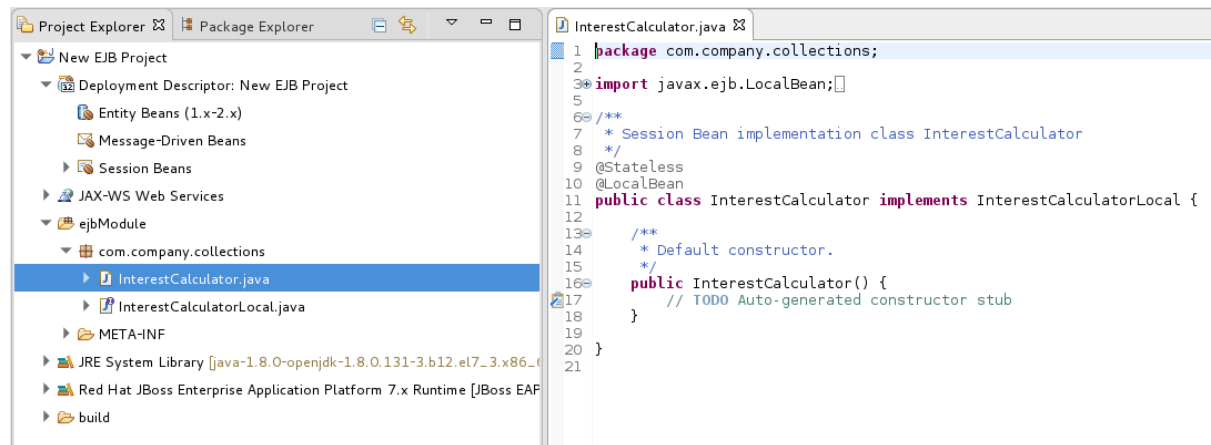 Project Explorer
Package Explorer
New EJB Project
Deployment Descriptor: New EJB Project
Entity Beans (1.x-2.x)
Message-Driven Beans
Session Beans
JAX-WS Web Services
ejbModule
com.company.collections
InterestCalculator.java
InterestCalculatorLocal.java
META-INF
JRE System Library [java-1.8.0-openjdk-1.8.0.131-3.b12.el7_3.x86_6
Red Hat JBoss Enterprise Application Platform 7.x Runtime [JBoss EAP
build
InterestCalculator.java
1 package com.company.collections;
2
3 import javax.ejb.LocalBean;
5
6 /**
7  * Session Bean implementation class InterestCalculator
8  */
9 @Stateless
10 @LocalBean
11 public class InterestCalculator implements InterestCalculatorLocal {
12
13     /**
14      * Default constructor.
15      */
16     public InterestCalculator() {
17         // TODO Auto-generated constructor stub
18     }
19
20 }
21